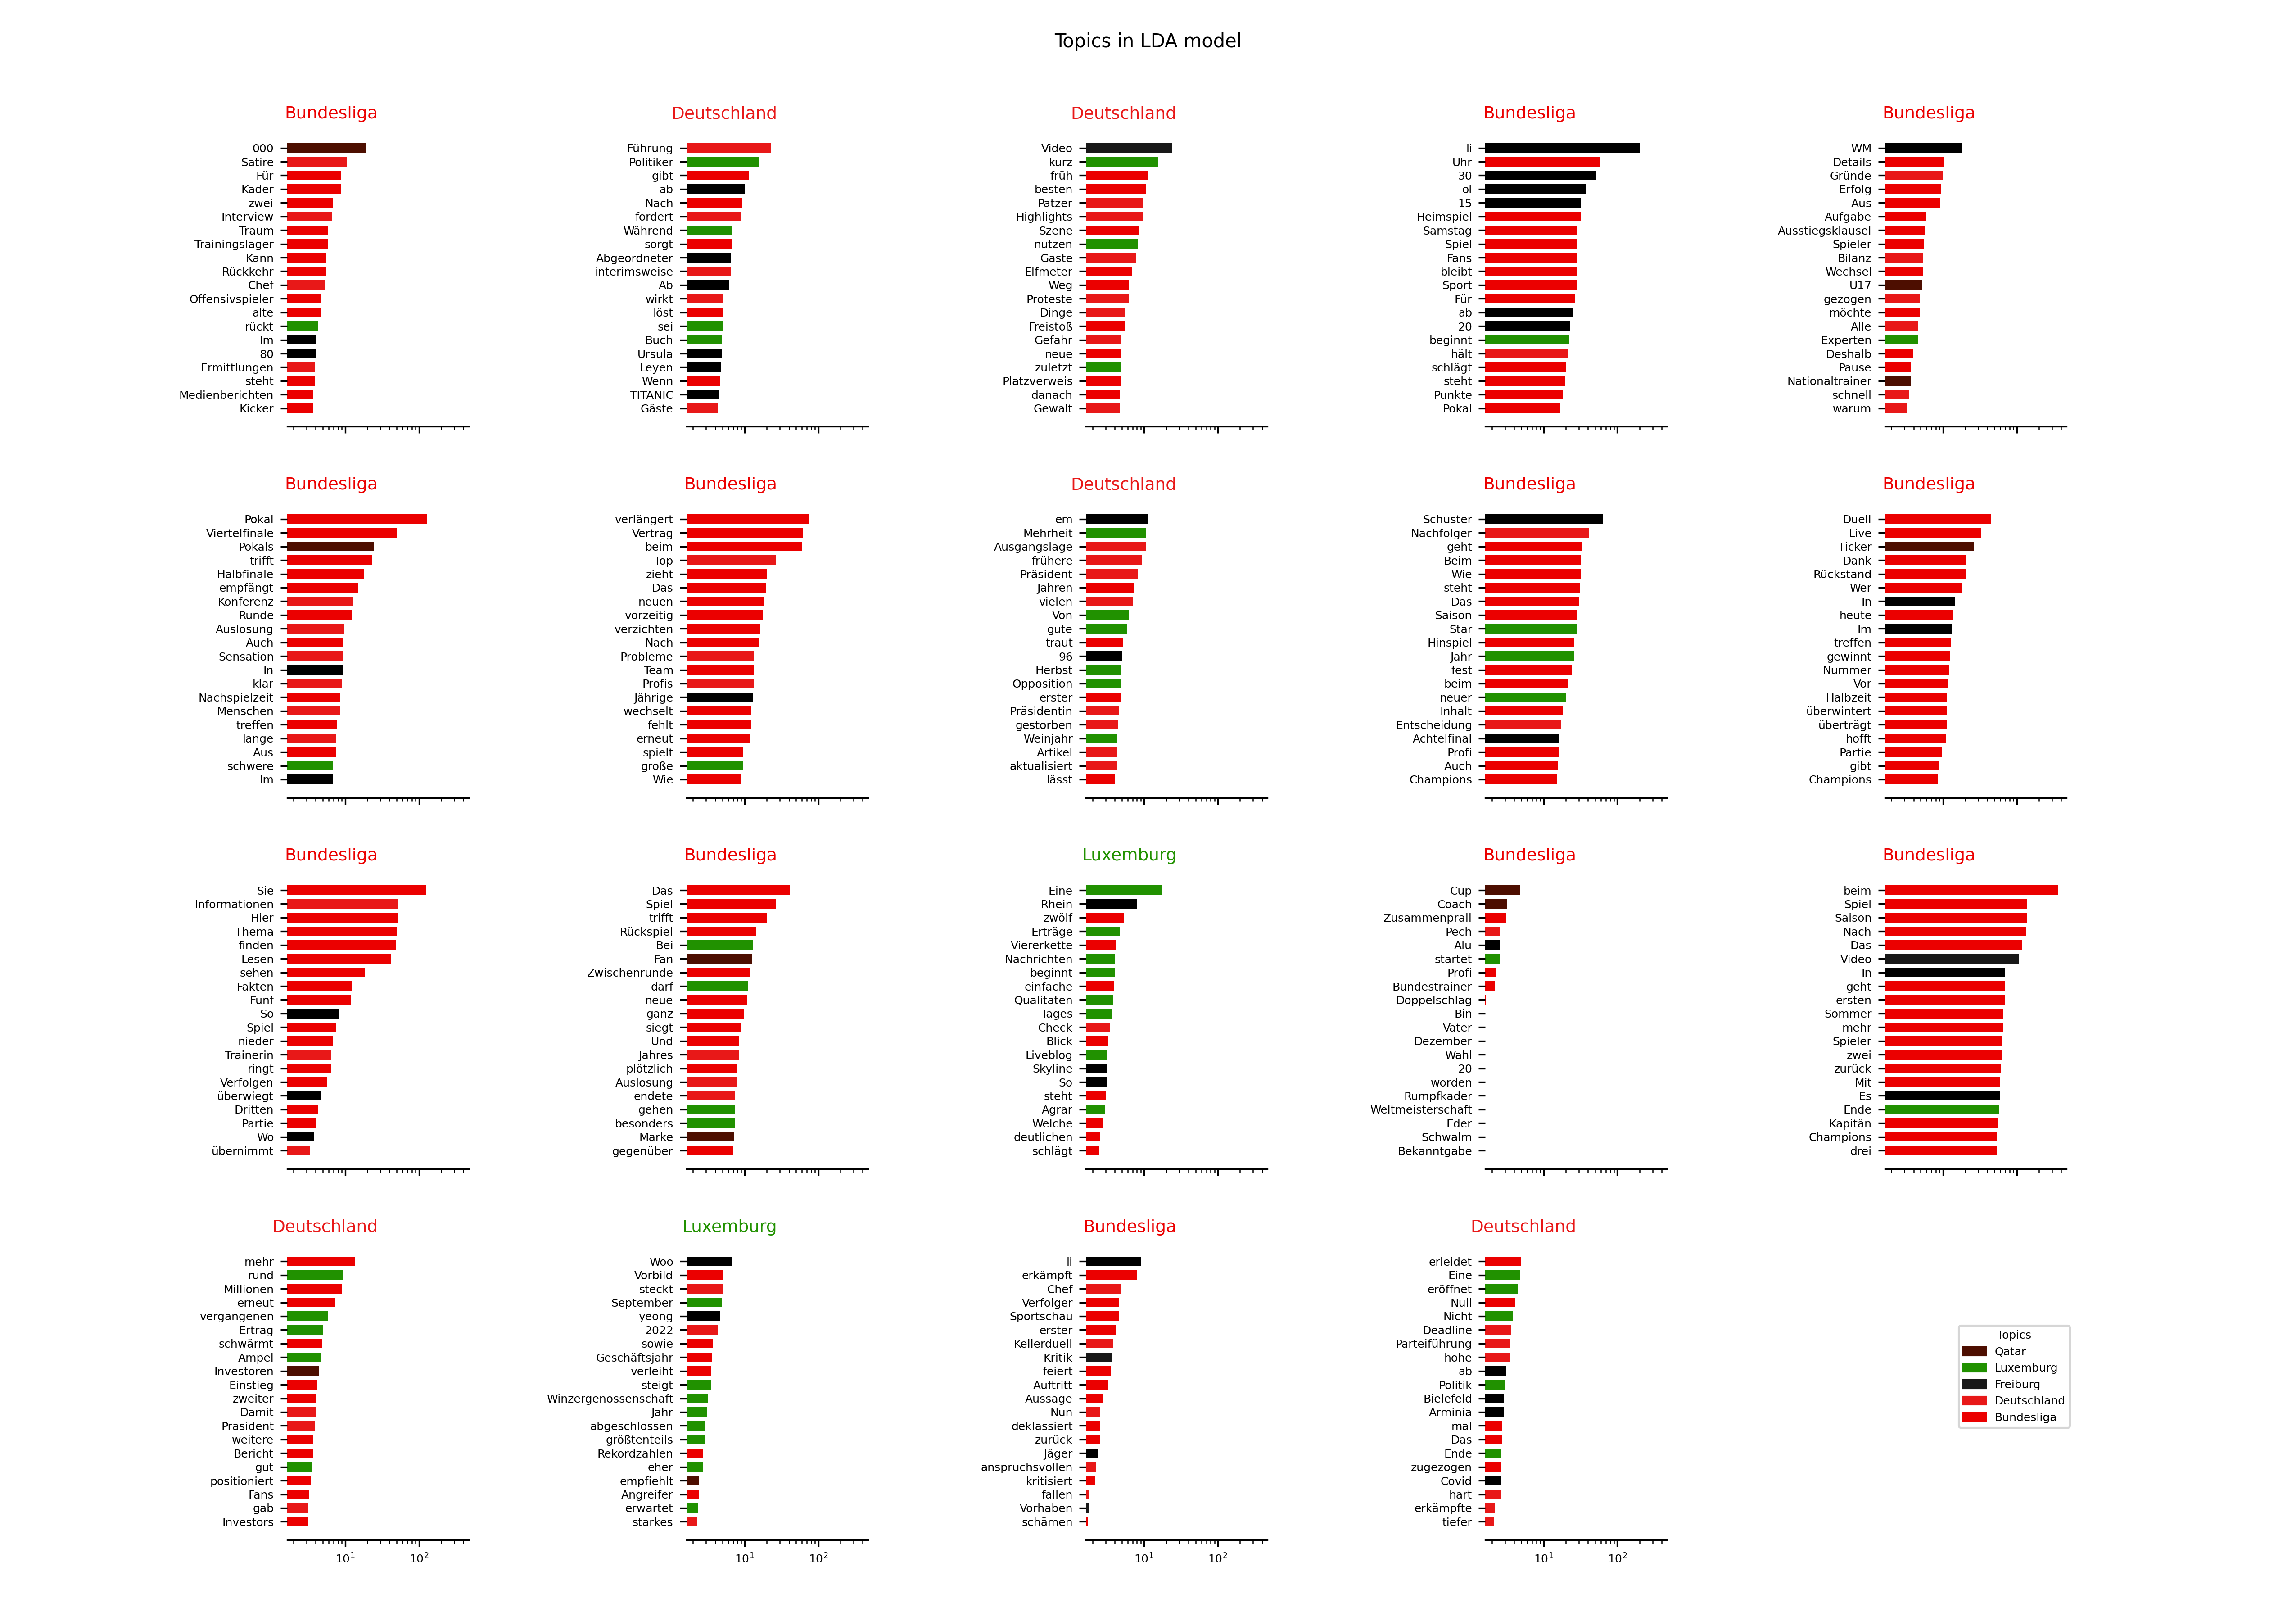 Topics in LDA model
Bundesliga
000
Satire
Für
Kader
zwei
Interview
Traum
Trainingslager
Kann
Rückkehr
Chef
Offensivspieler
alte
rückt
Im
80
Ermittlungen
steht
Medienberichten
Kicker
Deutschland
Führung
Politiker
gibt
ab
Nach
fordert
Während
sorgt
Abgeordneter
interimsweise
Ab
wirkt
löst
sei
Buch
Ursula
Leyen
Wenn
TITANIC
Gäste
Deutschland
Video
kurz
früh
besten
Patzer
Highlights
Szene
nutzen
Gäste
Elfmeter
Weg
Proteste
Dinge
Freistoß
Gefahr
neue
zuletzt
Platzverweis
danach
Gewalt
Bundesliga
li
Uhr
30
ol
15
Heimspiel
Samstag
Spiel
Fans
bleibt
Sport
Für
ab
20
beginnt
hält
schlägt
steht
Punkte
Pokal
Bundesliga
WM
Details
Gründe
Erfolg
Aus
Aufgabe
Ausstiegsklausel
Spieler
Bilanz
Wechsel
U17
gezogen
möchte
Alle
Experten
Deshalb
Pause
Nationaltrainer
schnell
warum
Bundesliga
Pokal
Viertelfinale
Pokals
trifft
Halbfinale
empfängt
Konferenz
Runde
Auslosung
Auch
Sensation
In
klar
Nachspielzeit
Menschen
treffen
lange
Aus
schwere
Im
Bundesliga
verlängert
Vertrag
beim
Top
zieht
Das
neuen
vorzeitig
verzichten
Nach
Probleme
Team
Profis
Jährige
wechselt
fehlt
erneut
spielt
große
Wie
Deutschland
em
Mehrheit
Ausgangslage
frühere
Präsident
Jahren
vielen
Von
gute
traut
96
Herbst
Opposition
erster
Präsidentin
gestorben
Weinjahr
Artikel
aktualisiert
lässt
Bundesliga
Schuster
Nachfolger
geht
Beim
Wie
steht
Das
Saison
Star
Hinspiel
Jahr
fest
beim
neuer
Inhalt
Entscheidung
Achtelfinal
Profi
Auch
Champions
Bundesliga
Duell
Live
Ticker
Dank
Rückstand
Wer
In
heute
Im
treffen
gewinnt
Nummer
Vor
Halbzeit
überwintert
überträgt
hofft
Partie
gibt
Champions
Bundesliga
Sie
Informationen
Hier
Thema
finden
Lesen
sehen
Fakten
Fünf
So
Spiel
nieder
Trainerin
ringt
Verfolgen
überwiegt
Dritten
Partie
Wo
übernimmt
Bundesliga
Das
Spiel
trifft
Rückspiel
Bei
Fan
Zwischenrunde
darf
neue
ganz
siegt
Und
Jahres
plötzlich
Auslosung
endete
gehen
besonders
Marke
gegenüber
Luxemburg
Eine
Rhein
zwölf
Erträge
Viererkette
Nachrichten
beginnt
einfache
Qualitäten
Tages
Check
Blick
Liveblog
Skyline
So
steht
Agrar
Welche
deutlichen
schlägt
Bundesliga
Cup
Coach
Zusammenprall
Pech
Alu
startet
Profi
Bundestrainer
Doppelschlag
Bin
Vater
Dezember
Wahl
20
worden
Rumpfkader
Weltmeisterschaft
Eder
Schwalm
Bekanntgabe
Bundesliga
beim
Spiel
Saison
Nach
Das
Video
In
geht
ersten
Sommer
mehr
Spieler
zwei
zurück
Mit
Es
Ende
Kapitän
Champions
drei
Deutschland
mehr
rund
Millionen
erneut
vergangenen
Ertrag
schwärmt
Ampel
Investoren
Einstieg
zweiter
Damit
Präsident
weitere
Bericht
gut
positioniert
Fans
gab
Investors
10¹ 10²
Luxemburg
Woo
Vorbild
steckt
September
yeong
2022
sowie
Geschäftsjahr
verleiht
steigt
Winzergenossenschaft
Jahr
abgeschlossen
größtenteils
Rekordzahlen
eher
empfiehlt
Angreifer
erwartet
starkes
10¹ 10²
Bundesliga
li
erkämpft
Chef
Verfolger
Sportschau
erster
Kellerduell
Kritik
feiert
Auftritt
Aussage
Nun
deklassiert
zurück
Jäger
anspruchsvollen
kritisiert
fallen
Vorhaben
schämen
10¹ 10²
Deutschland
erleidet
Eine
eröffnet
Null
Nicht
Deadline
Parteiführung
hohe
ab
Politik
Bielefeld
Arminia
mal
Das
Ende
zugezogen
Covid
hart
erkämpfte
tiefer
10¹ 10²
Topics
Qatar
Luxemburg
Freiburg
Deutschland
Bundesliga